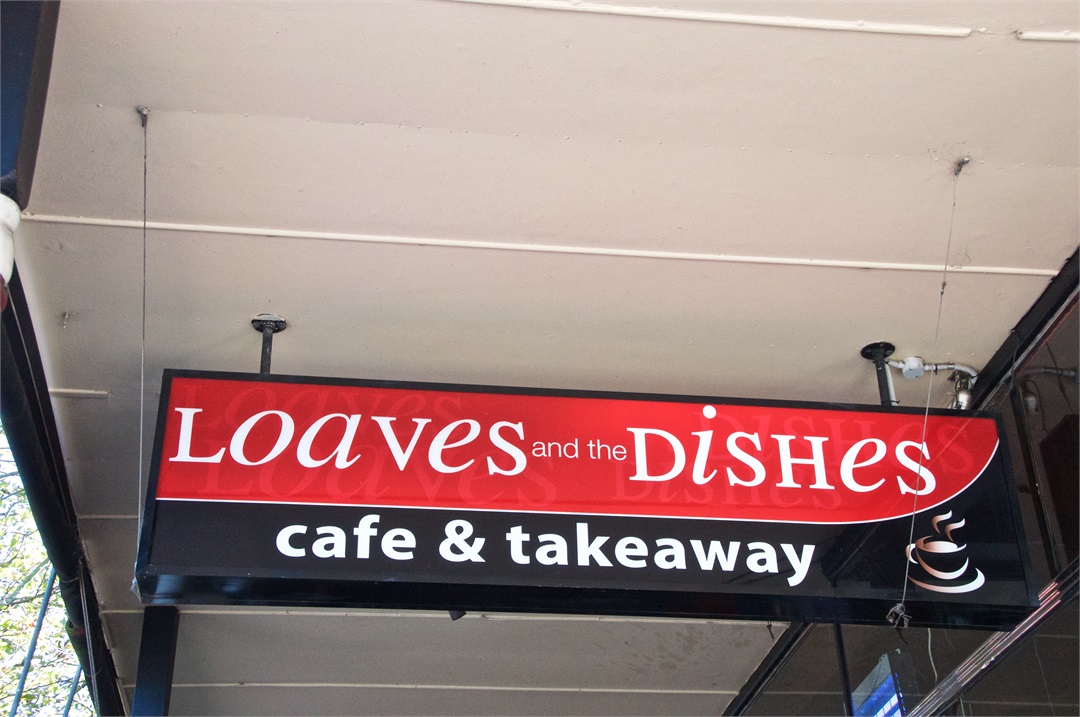 Loaves and the Dishes
cafe & takeaway